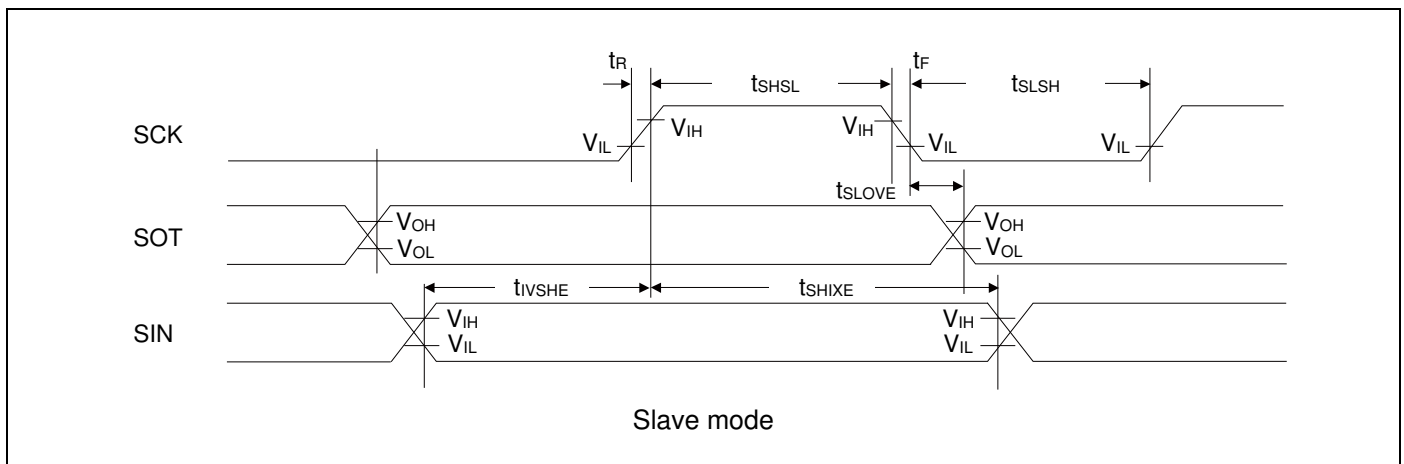 tR tF
tSHSL tSLSH
SCK VIL VIH VIH VIL VIL
tSLOVE
SOT VOH VOL VOH VOL
tIVSHE tSHIXE
SIN VIH VIL VIH VIL
Slave mode